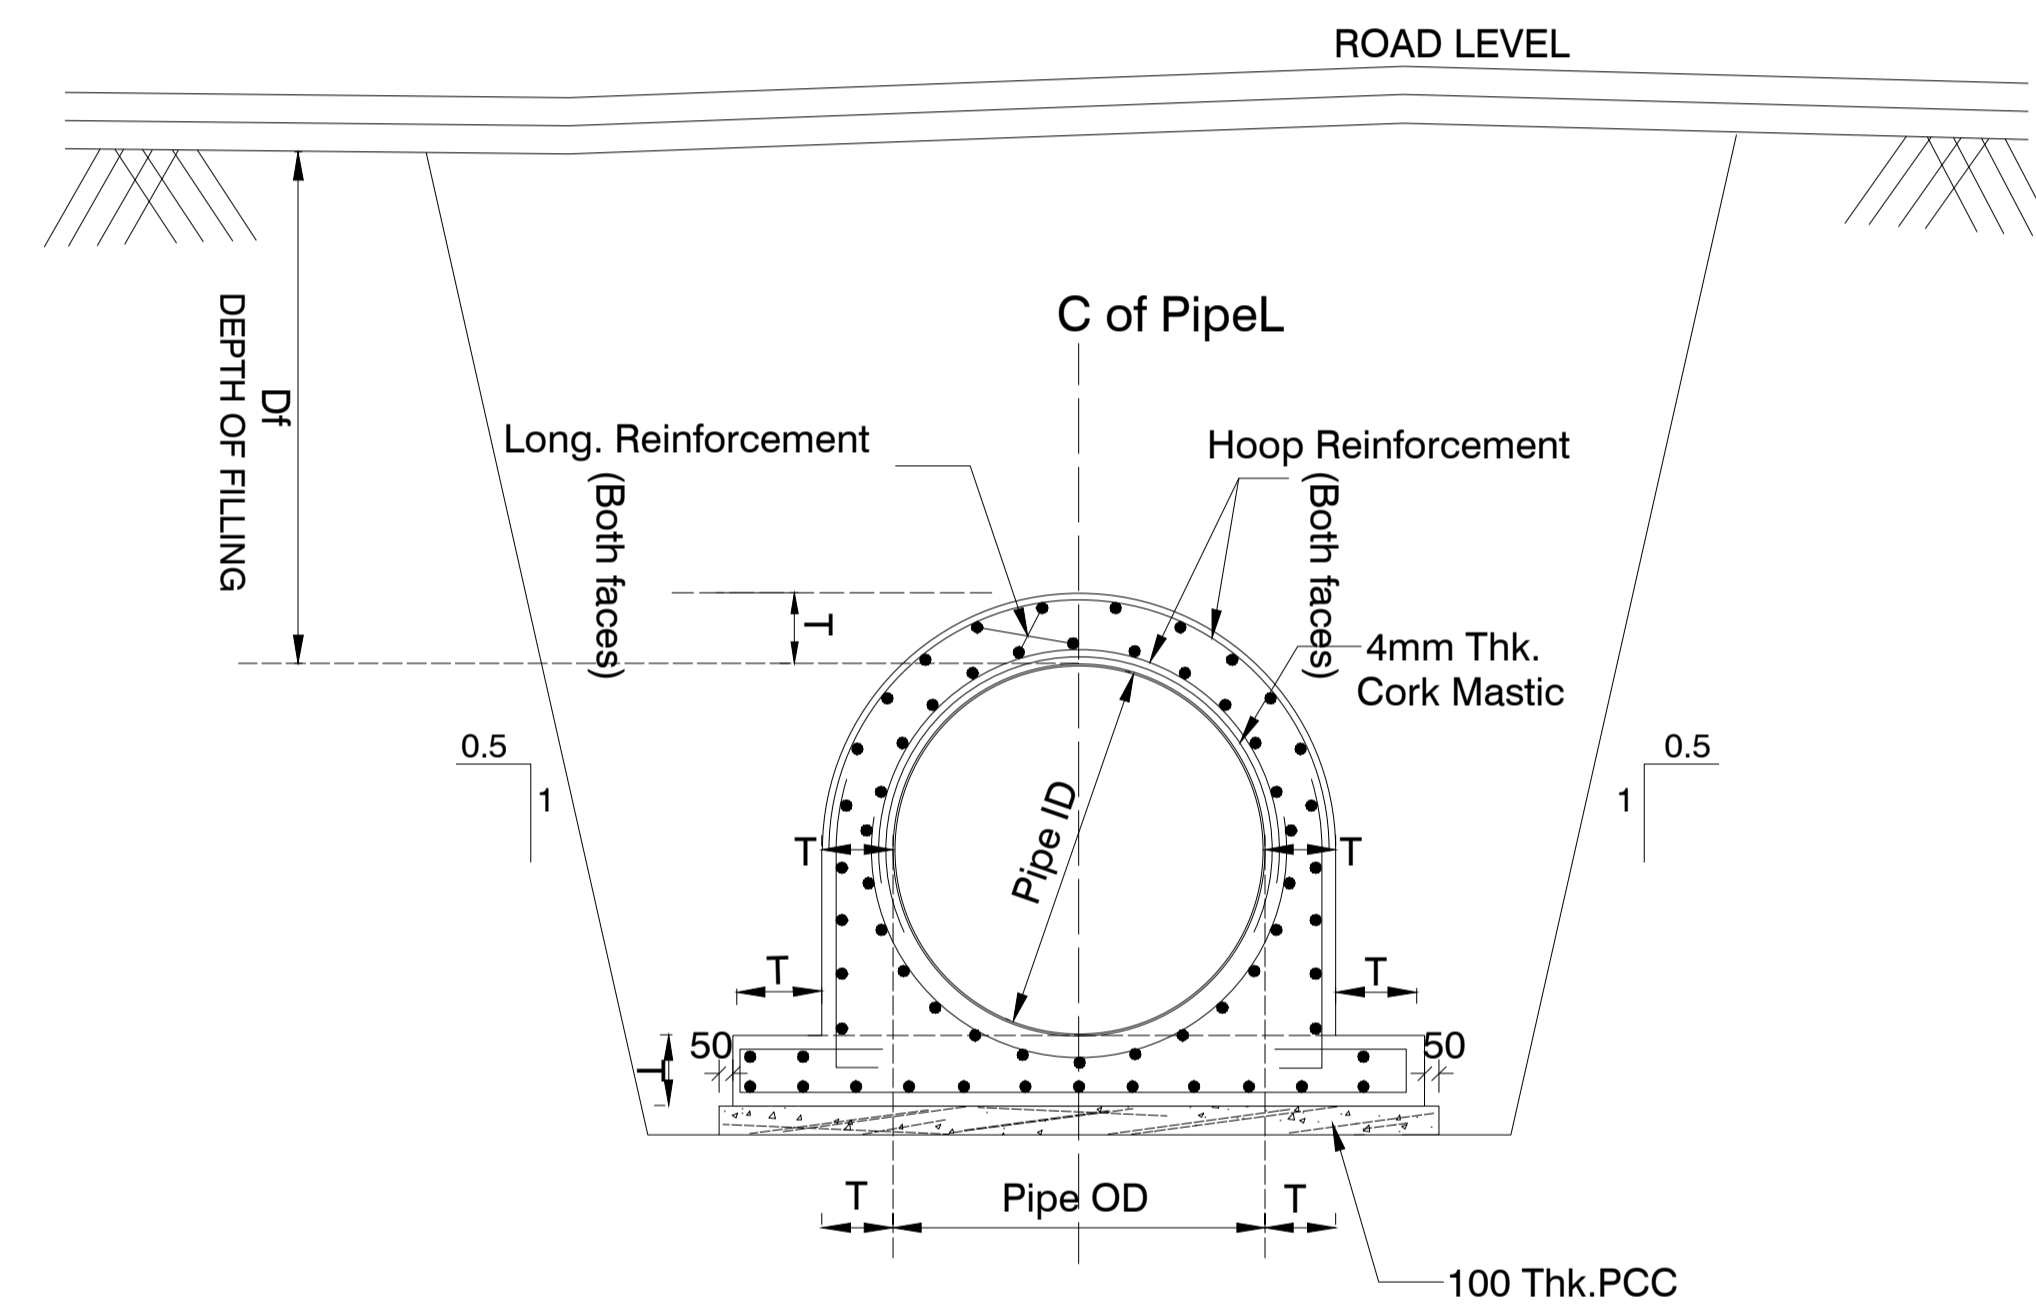 ROAD LEVEL
C of PipeL
DEPTH OF FILLING
Df
Long. Reinforcement
(Both faces)
Hoop Reinforcement
(Both faces)
T
4mm Thk.
Cork Mastic
0.5
1
0.5
1
Pipe ID
T
T
T
T
50
T
50
T
Pipe OD
T
100 Thk.PCC